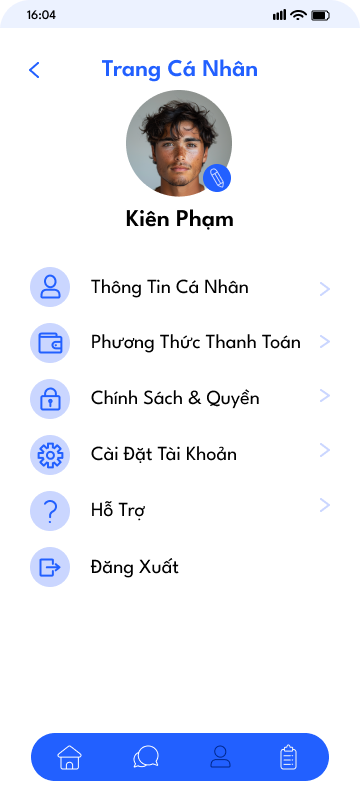 16:04
Trang Cá Nhân
Kiên Phạm
Thông Tin Cá Nhân
Phương Thức Thanh Toán
Chính Sách & Quyền
Cài Đặt Tài Khoản
Hỗ Trợ
Đăng Xuất